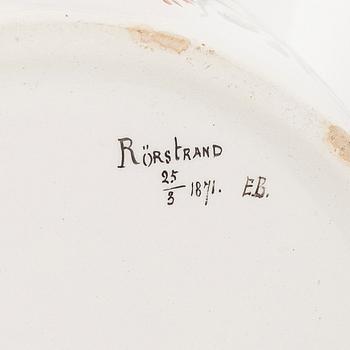 Rörstrand
25/3 1871. E.B.